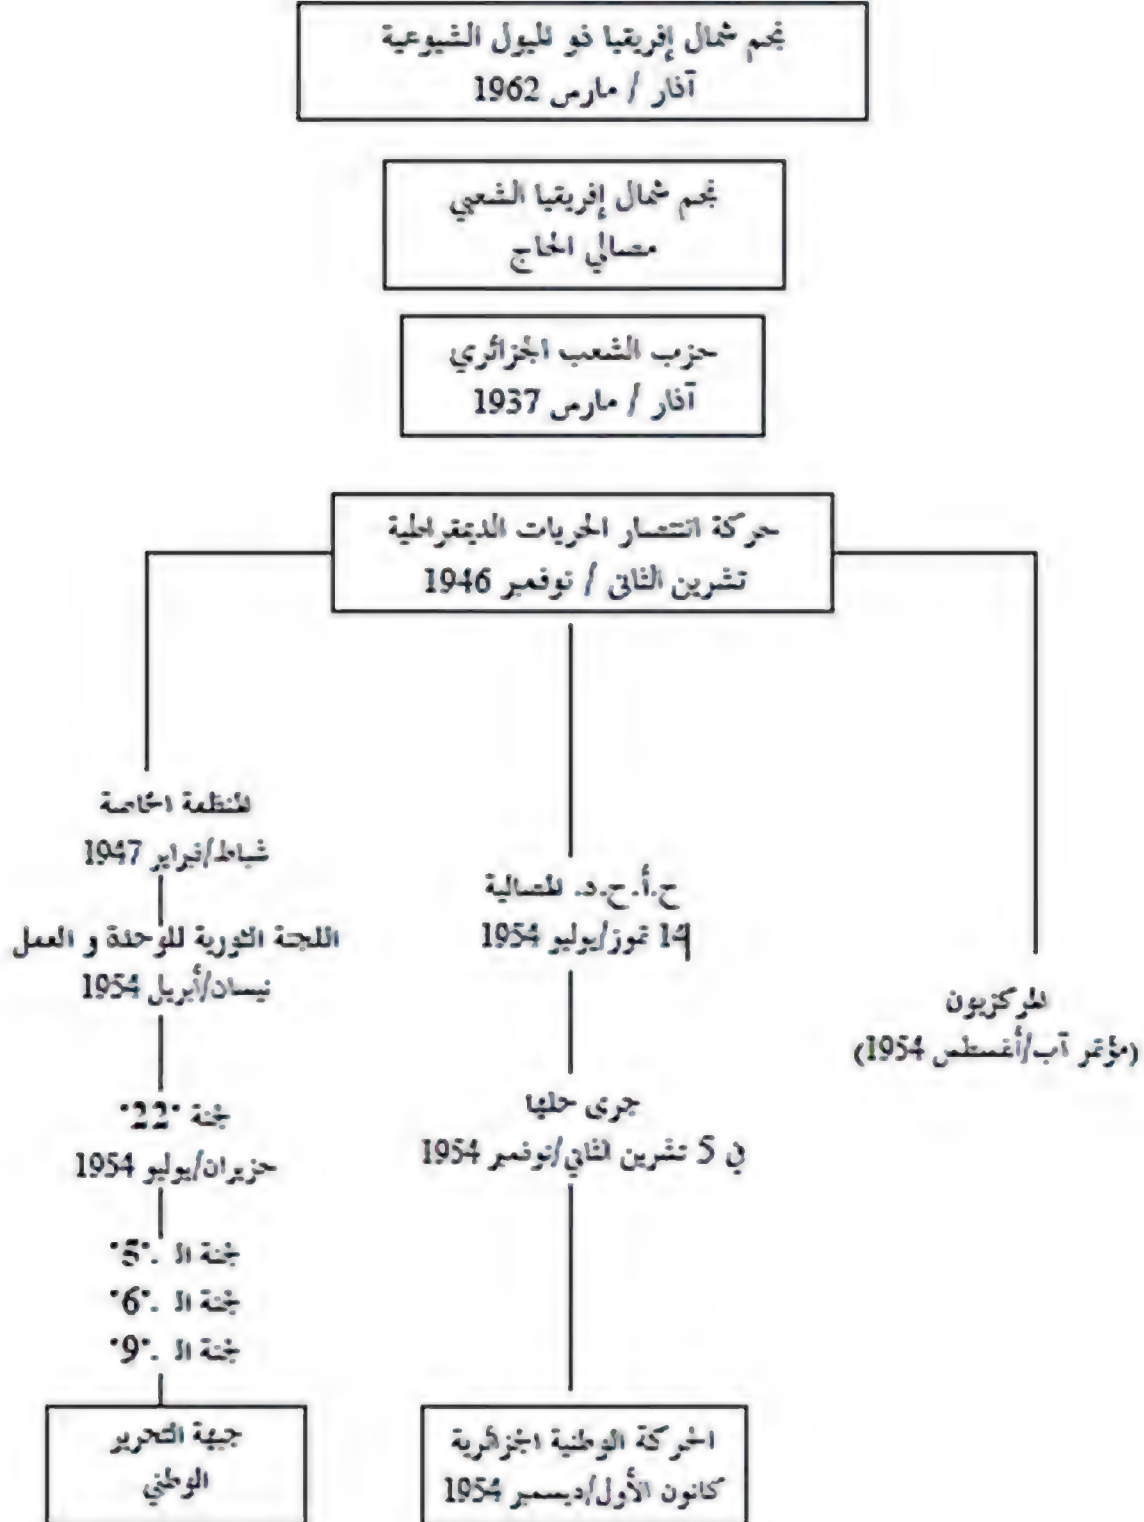 نجم شمال إفريقيا ذو الميول الشيوعية
آذار / مارس 1962
نجم شمال إفريقيا الشعبي
مصالي الحاج
حزب الشعب الجزائري
آذار / مارس 1937
حركة انتصار الحريات الديمقراطية
تشرين الثاني / نوفمبر 1946
المنظمة الخاصة
شباط/فبراير 1947
اللجنة الثورية للوحدة و العمل
نيسان/أبريل 1954
لجنة "22"
حزيران/يوليو 1954
لجنة الـ "5"
لجنة الـ "6"
لجنة الـ "9"
جبهة التحرير
الوطني
ح.أ.ح.د. المصالية
14 تموز/يوليو 1954
جرى حلها
في 5 تشرين الثاني/نوفمبر 1954
الحركة الوطنية الجزائرية
كانون الأول/ديسمبر 1954
المركزيون
(مؤتمر آب/أغسطس 1954)